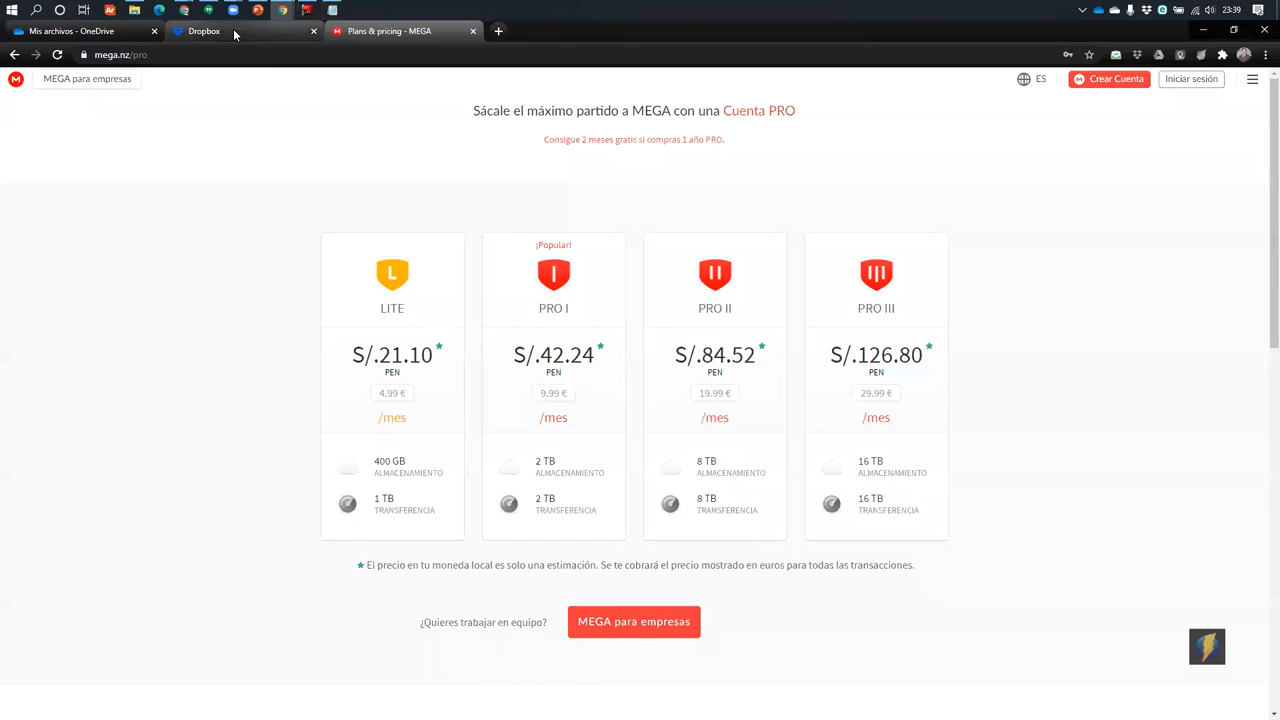 23:39
Mis archivos - OneDrive
Dropbox
Plans & pricing - MEGA
mega.nz/pro
MEGA para empresas
ES
Crear Cuenta
Iniciar sesión
Sácale el máximo partido a MEGA con una Cuenta PRO
Consigue 2 meses gratis si compras 1 año PRO.
L
LITE
S/.21.10
PEN
4.99 €
/mes
400 GB
ALMACENAMIENTO
1 TB
TRANSFERENCIA
¡Popular!
I
PRO I
S/.42.24
PEN
9.99 €
/mes
2 TB
ALMACENAMIENTO
2 TB
TRANSFERENCIA
II
PRO II
S/.84.52
PEN
19.99 €
/mes
8 TB
ALMACENAMIENTO
8 TB
TRANSFERENCIA
III
PRO III
S/.126.80
PEN
29.99 €
/mes
16 TB
ALMACENAMIENTO
16 TB
TRANSFERENCIA
El precio en tu moneda local es solo una estimación. Se te cobrará el precio mostrado en euros para todas las transacciones.
¿Quieres trabajar en equipo?
MEGA para empresas